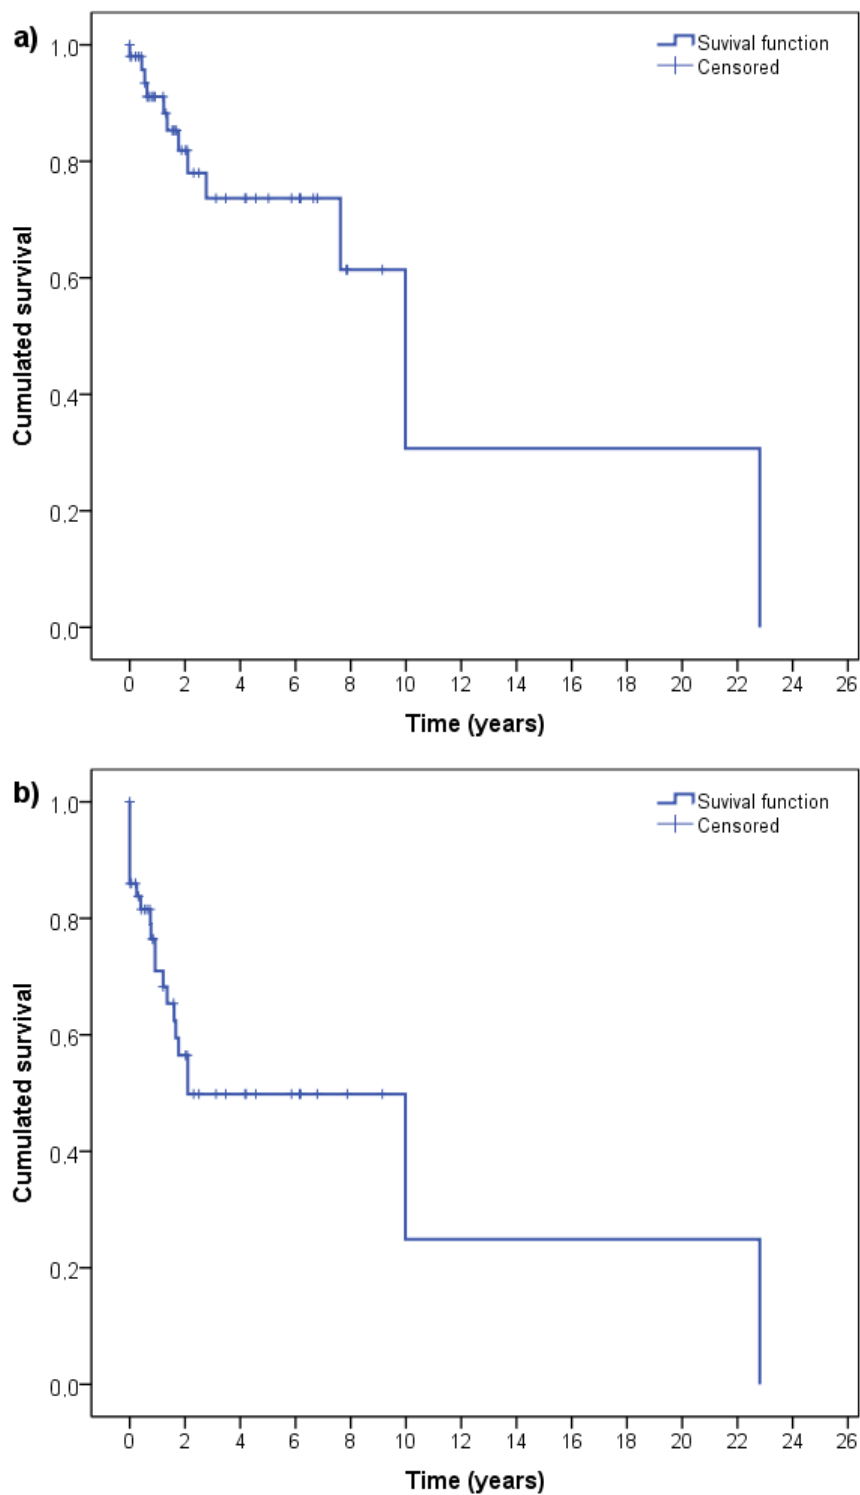 a)
Suvival function
Censored
1.0
0.8
0.6
0.4
0.2
0.0
Cumulated survival
0 2 4 6 8 10 12 14 16 18 20 22 24 26
Time (years)
b)
Suvival function
Censored
1.0
0.8
0.6
0.4
0.2
0.0
Cumulated survival
0 2 4 6 8 10 12 14 16 18 20 22 24 26
Time (years)